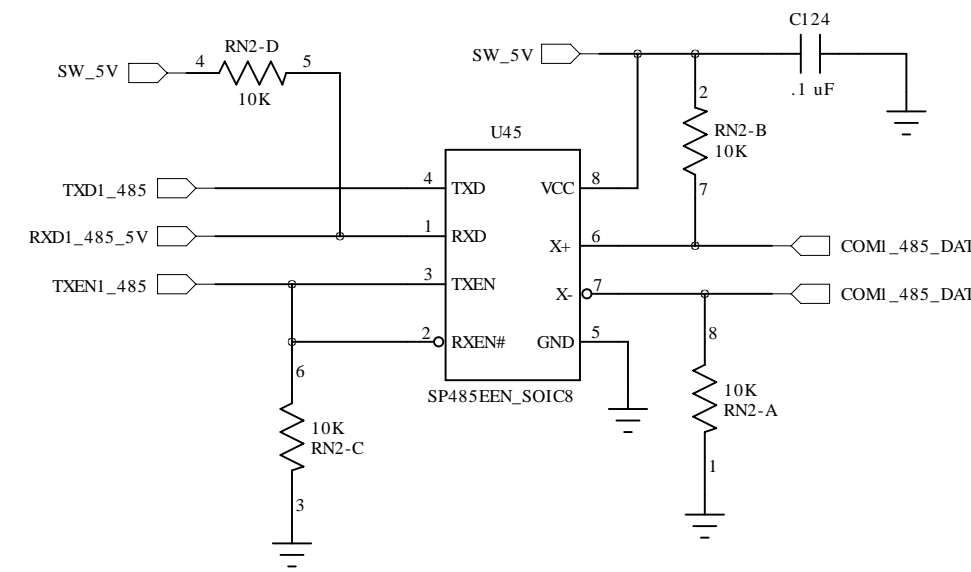 C124
SW_5V
.1 uF
RN2-D
SW_5V
4
5
10K
2
RN2-B
10K
7
U45
TXD1_485
4
TXD
VCC
8
RXD1_485_5V
1
RXD
X+
6
COM1_485_DAT
TXEN1_485
3
TXEN
X-
7
COM1_485_DAT
2
RXEN#
GND
5
8
SP485EEN_SOIC8
6
10K
RN2-C
3
10K
RN2-A
1